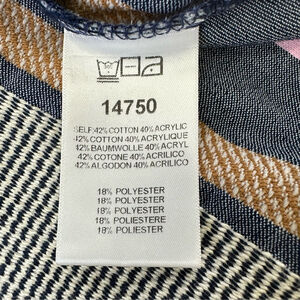 14750
SELF:42% COTTON 40% ACRYLIC
42% COTTON 40% ACRYLIQUE
42% BAUMWOLLE 40% ACRYL
42% COTONE 40% ACRILICO
42% ALGODON 40% ACRILICO
18% POLYESTER
18% POLYESTER
18% POLYESTER
18% POLIESTERE
18% POLIESTER